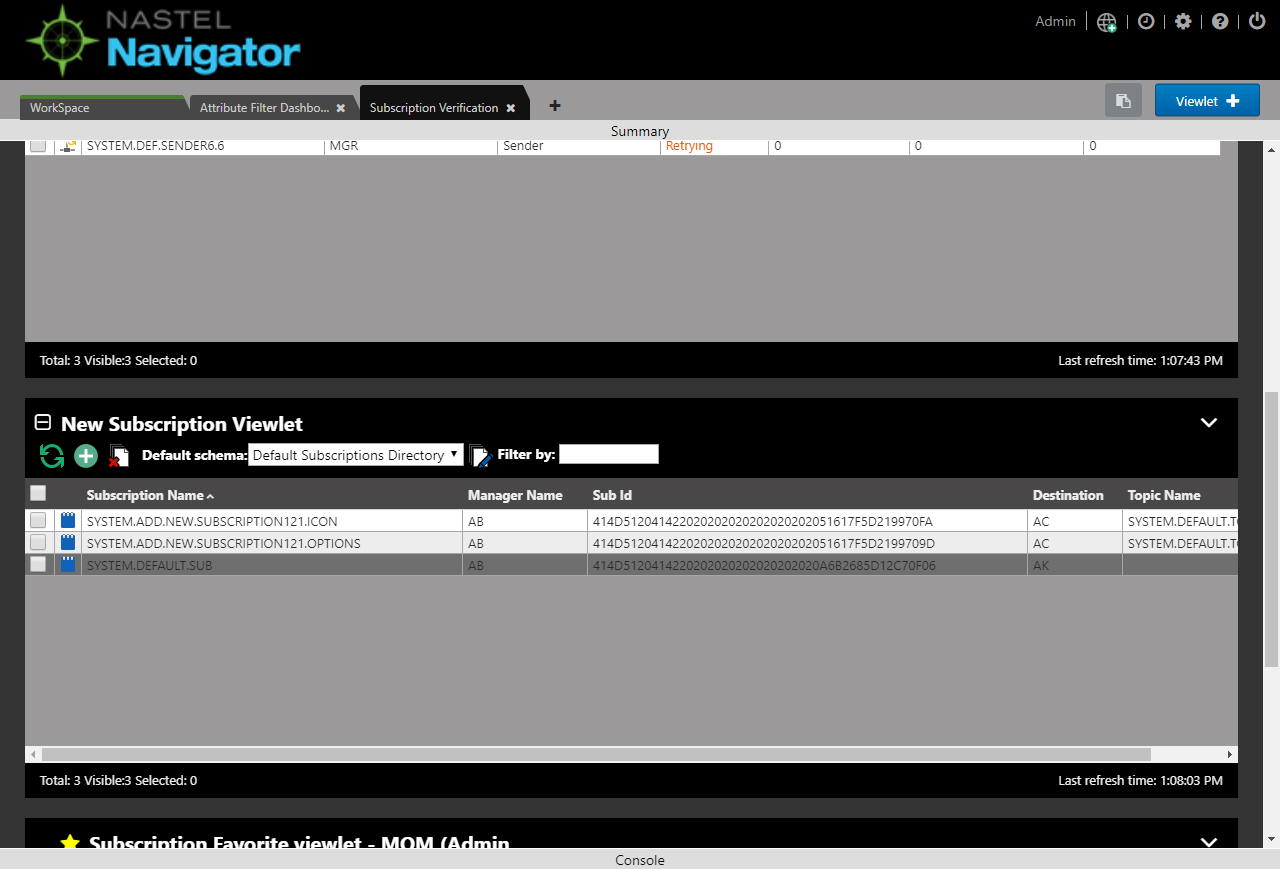 NASTEL
Navigator
Admin
WorkSpace
Attribute Filter Dashbo...
Subscription Verification
Viewlet
Summary
SYSTEM.DEF.SENDER6.6 MGR Sender Retrying 0 0 0
Total: 3 Visible:3 Selected: 0 Last refresh time: 1:07:43 PM
New Subscription Viewlet
Default schema: Default Subscriptions Directory Filter by:
Subscription Name Manager Name Sub Id Destination Topic Name
SYSTEM.ADD.NEW.SUBSCRIPTION121.ICON AB 414D512041422020202020202020202051617F5D219970FA AC SYSTEM.DEFAULT.T
SYSTEM.ADD.NEW.SUBSCRIPTION121.OPTIONS AB 414D512041422020202020202020202051617F5D2199709D AC SYSTEM.DEFAULT.T
SYSTEM.DEFAULT.SUB AB 414D5120414220202020202020202020A6B2685D12C70F06 AK
Total: 3 Visible:3 Selected: 0 Last refresh time: 1:08:03 PM
Subscription Favorite viewlet - MQM (Admin
Console